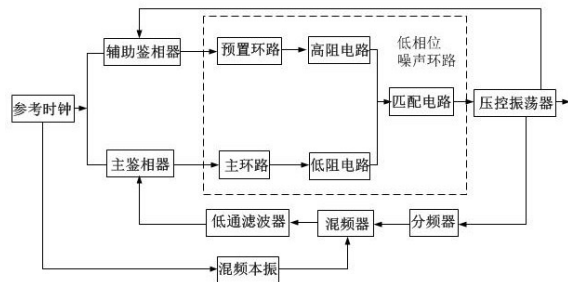 辅助鉴相器
预置环路
高阻电路
低相位
噪声环路
参考时钟
匹配电路
压控振荡器
主鉴相器
主环路
低阻电路
低通滤波器
混频器
分频器
混频本振